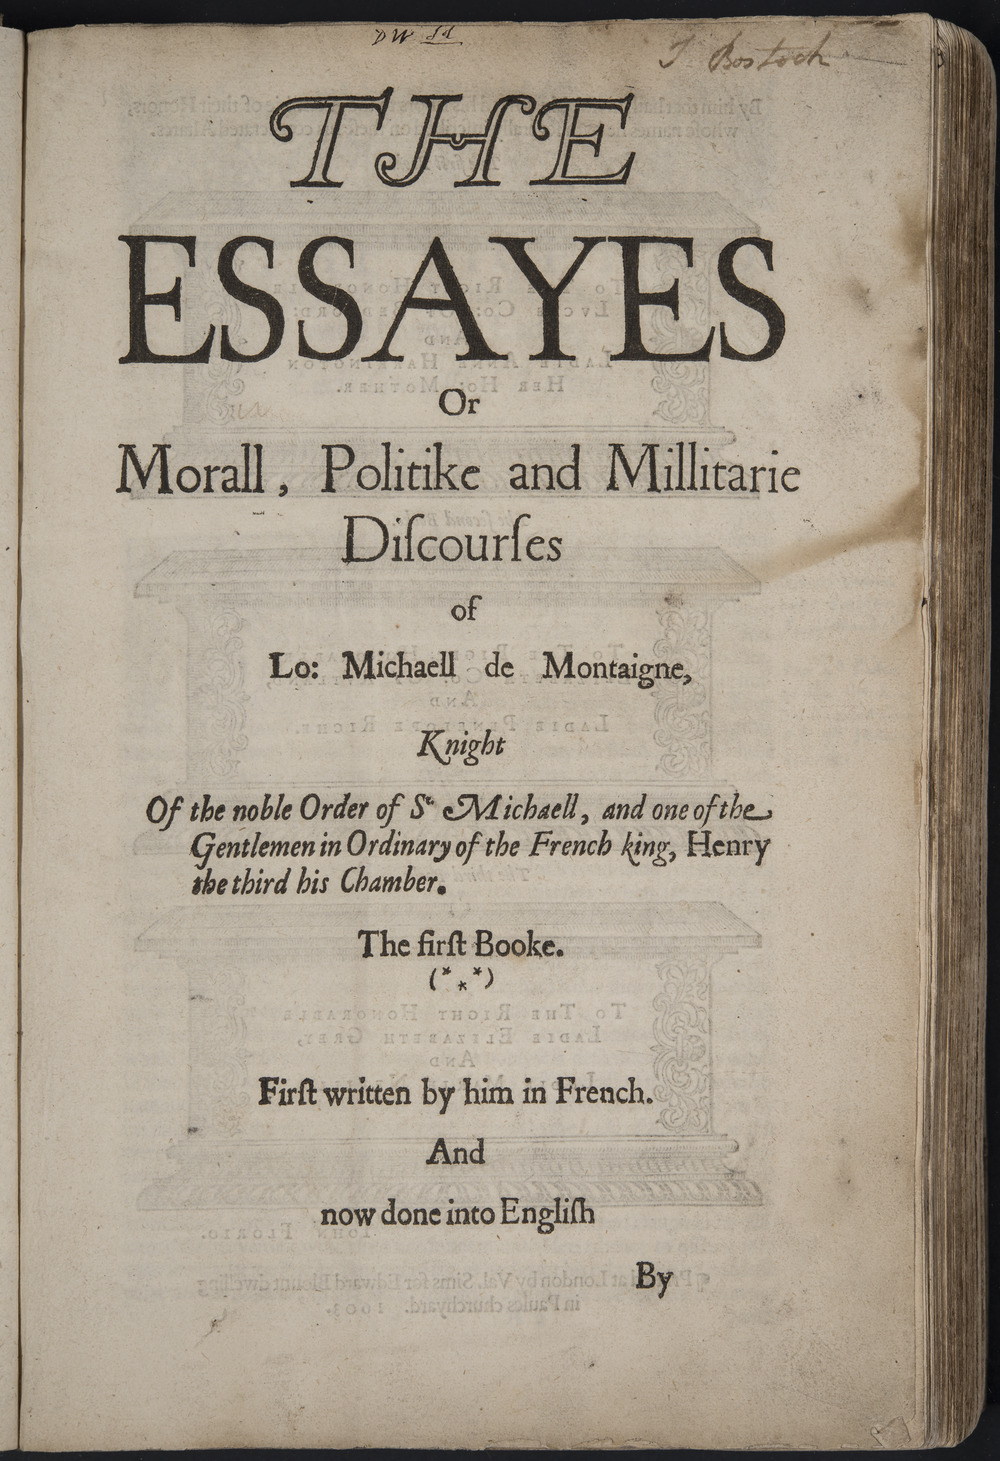 J Bostock
THE
ESSAYES
Or
Morall, Politike and Millitarie
Diſcourſes
of
Lo: Michaell de Montaigne,
Knight
Of the noble Order of St. Michaell, and one of the
Gentlemen in Ordinary of the French king, Henry
the third his Chamber.
The firſt Booke.
(***)
Firſt written by him in French.
And
now done into Engliſh
By